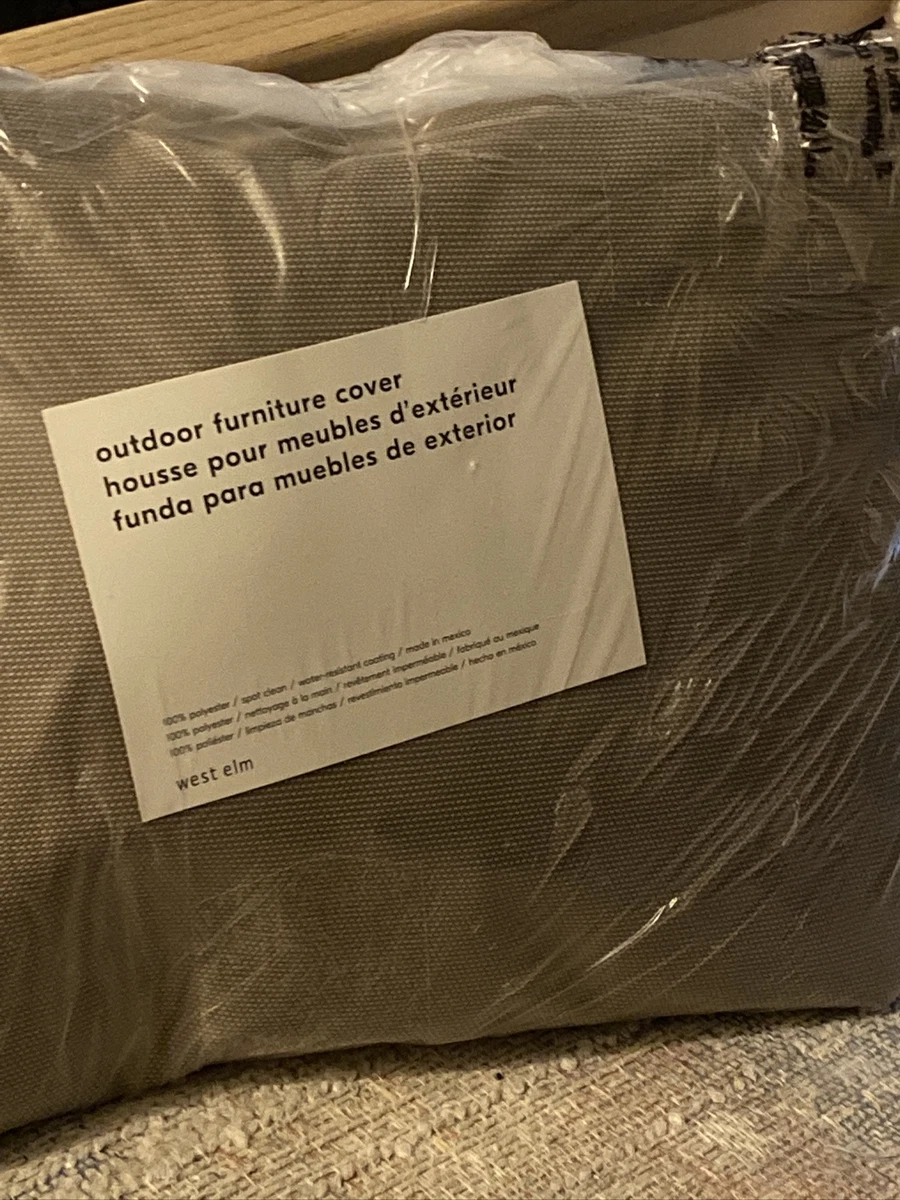 outdoor furniture cover
housse pour meubles d'extérieur
funda para muebles de exterior
100% polyester / spot clean / water-resistant coating / made in mexico
100% polyester / nettoyage à la main / revêtement imperméable / fabriqué au mexique
100% poliéster / limpieza de manchas / revestimiento impermeable / hecho en méxico
west elm